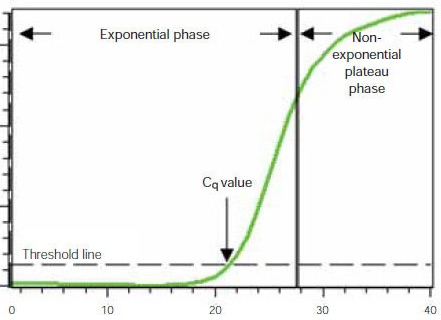 Exponential phase
Non-
exponential
plateau
phase
Cq value
Threshold line
0 10 20 30 40